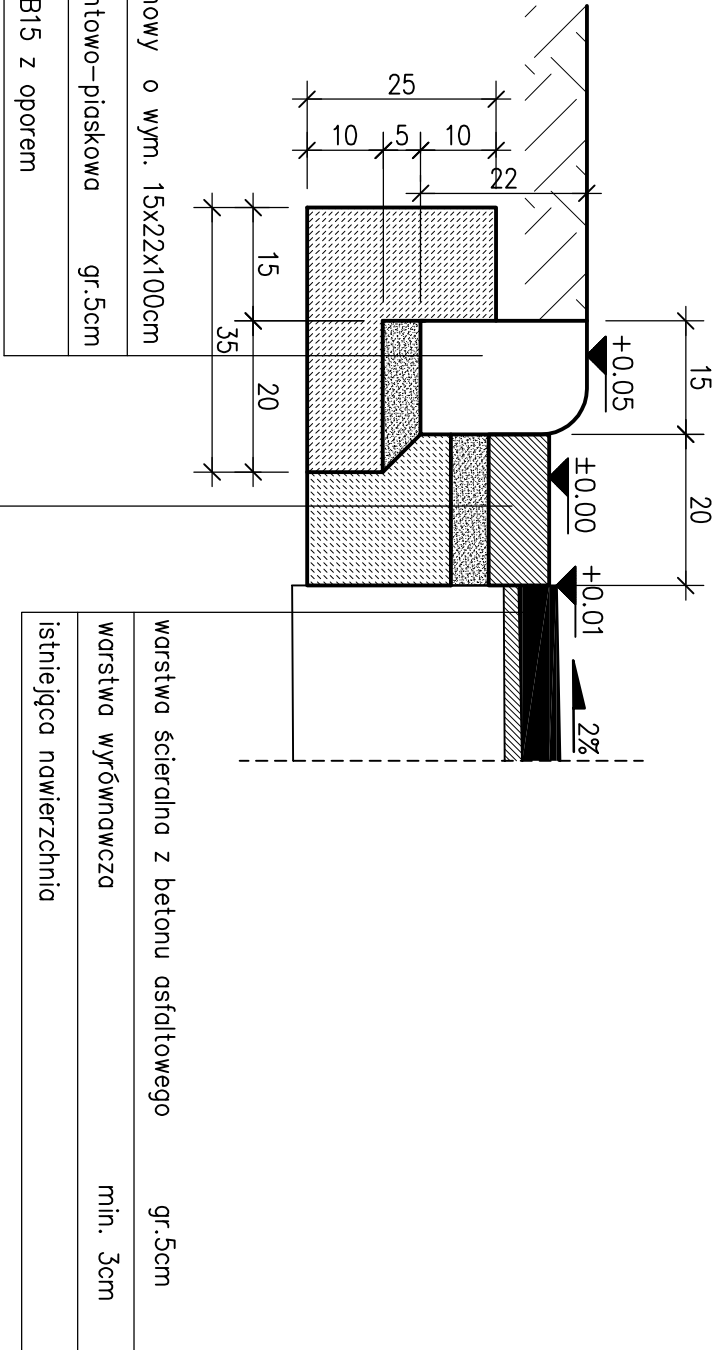 25
10
5
10
22
15
20
35
15
20
+0.05
±0.00
+0.01
2%
nowy o wym. 15x22x100cm
ntowo-piaskowa gr.5cm
B15 z oporem
warstwa ścieralna z betonu asfaltowego gr.5cm
warstwa wyrównawcza min. 3cm
istniejąca nawierzchnia